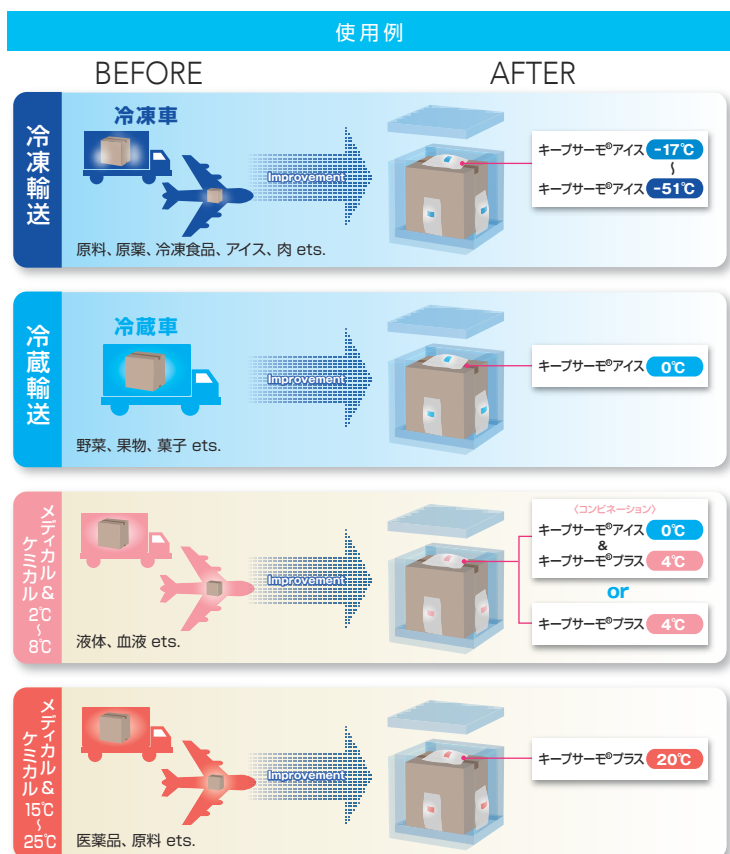 使用例
BEFORE
AFTER
冷凍輸送
冷凍車
Improvement
原料、原薬、冷凍食品、アイス、肉 ets.
キープサーモ®アイス -17℃
〜
キープサーモ®アイス -51℃
冷蔵輸送
冷蔵車
Improvement
野菜、果物、菓子 ets.
キープサーモ®アイス 0℃
メディカル&
ケミカル
2℃
〜
8℃
Improvement
液体、血液 ets.
〈コンビネーション〉
キープサーモ®アイス 0℃
&
キープサーモ®プラス 4℃
or
キープサーモ®プラス 4℃
メディカル&
ケミカル
15℃
〜
25℃
Improvement
医薬品、原料 ets.
キープサーモ®プラス 20℃